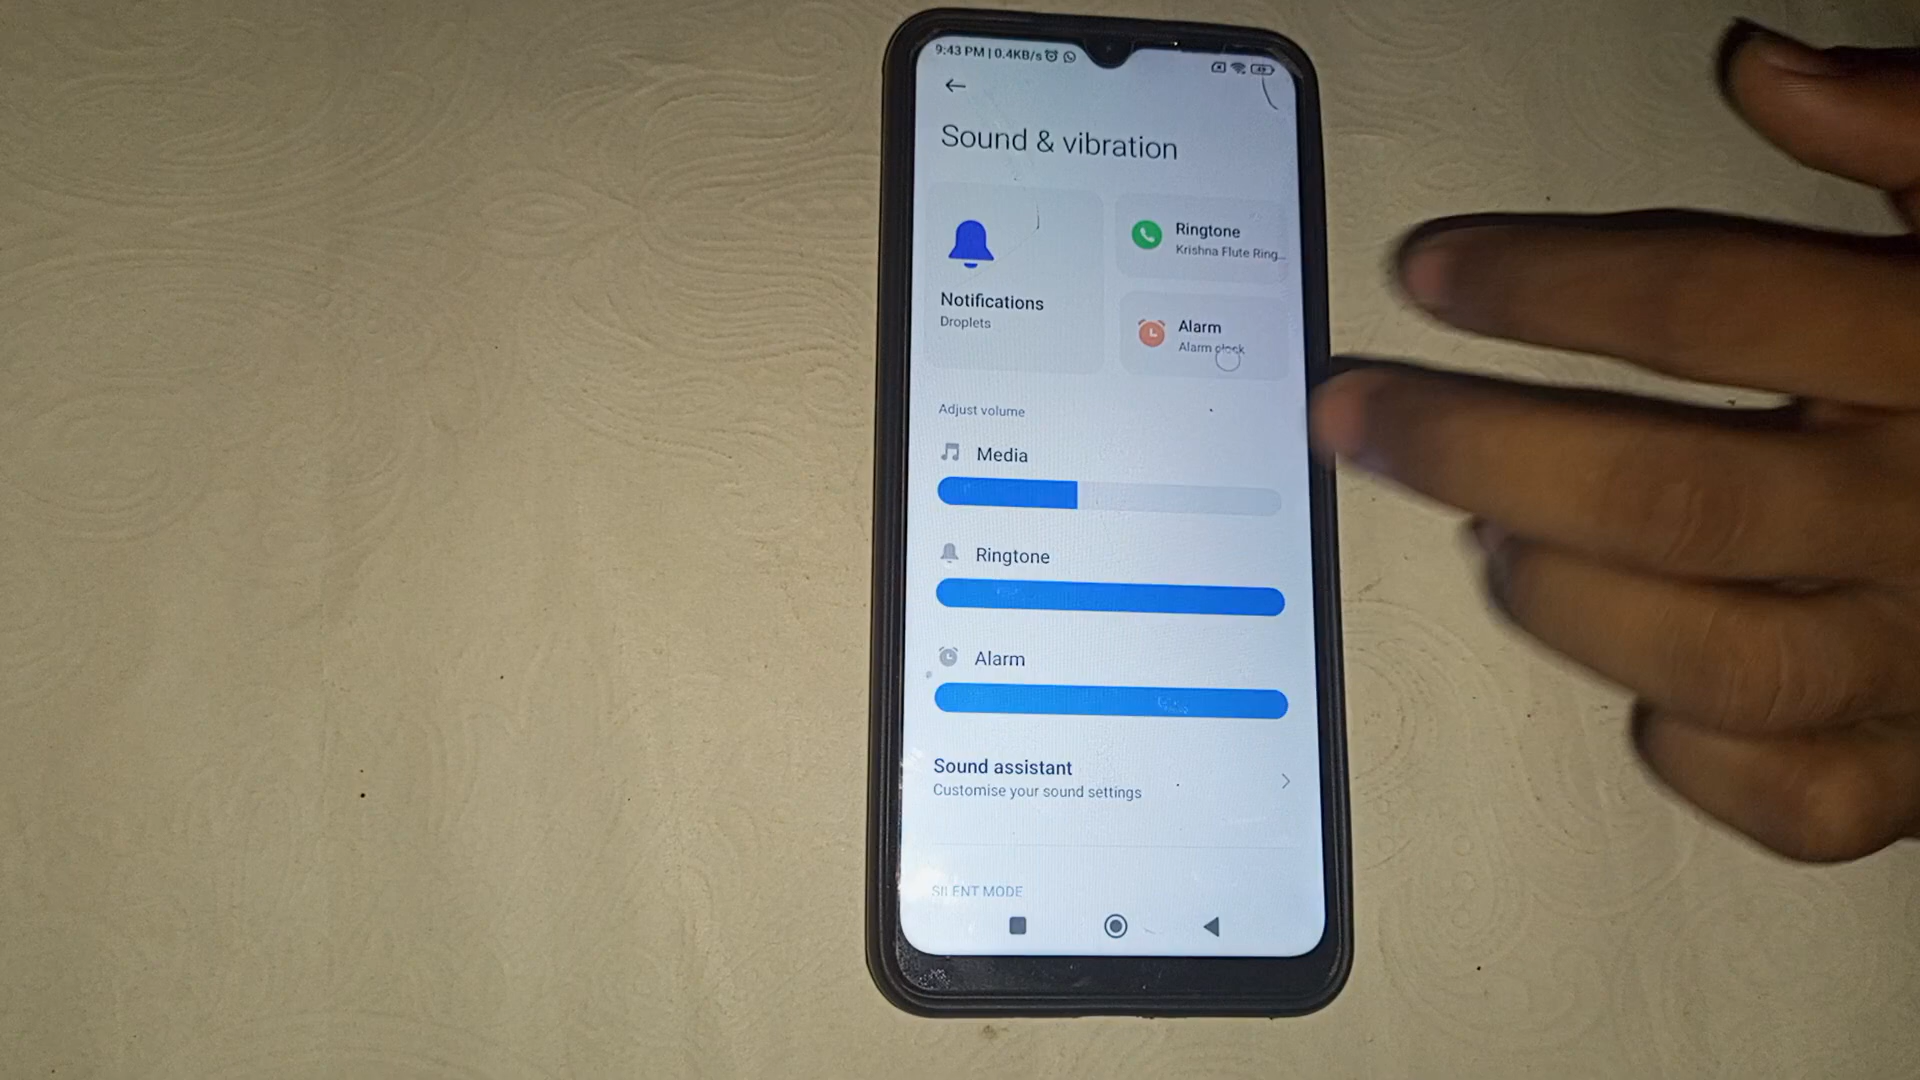 9:43 PM | 0.4KB/s
Sound & vibration
Notifications
Droplets
Ringtone
Krishna Flute Ring...
Alarm
Alarm clock
Adjust volume
Media
Ringtone
Alarm
Sound assistant
Customise your sound settings
SILENT MODE